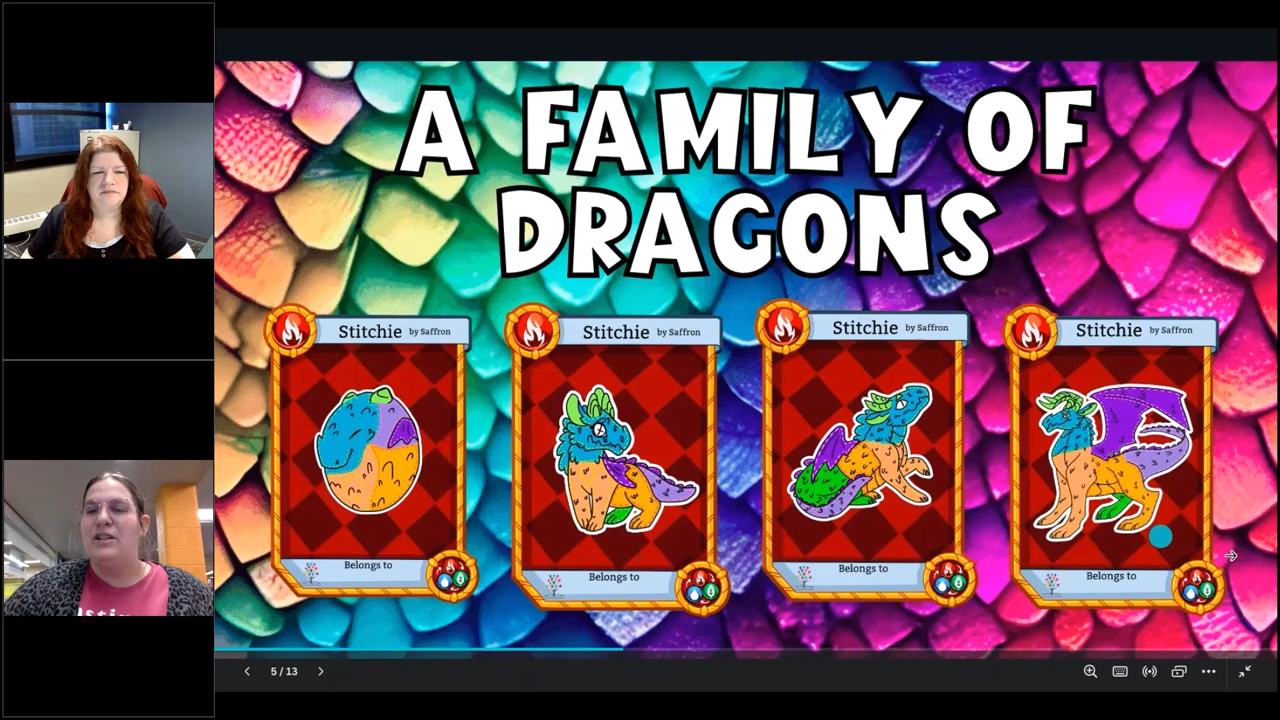 A FAMILY OF
DRAGONS
Stitchie by Saffron
Stitchie by Saffron
Stitchie by Saffron
Stitchie by Saffron
Belongs to
Belongs to
Belongs to
Belongs to
5 / 13